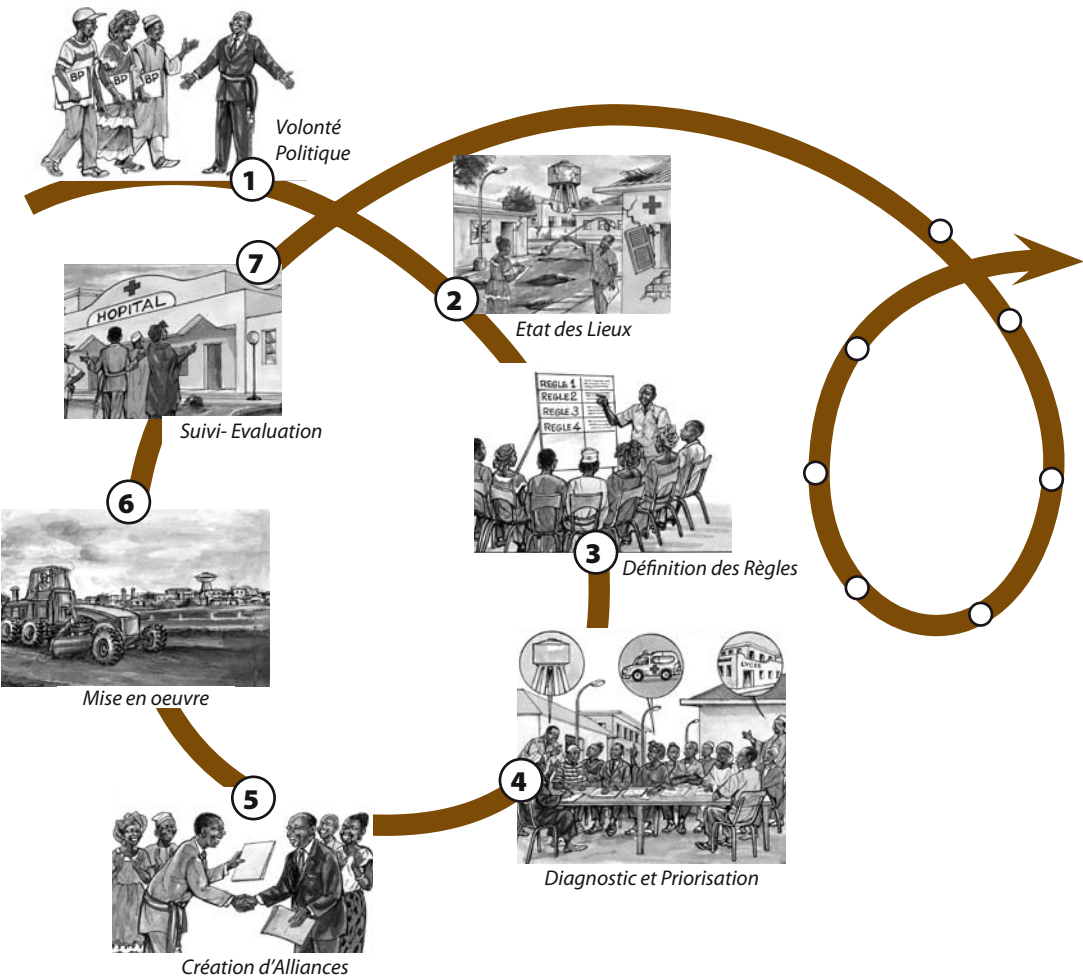 BP BP BP
Volonté
Politique
1
7
2
Etat des Lieux
HOPITAL
Suivi- Evaluation
REGLE 1
REGLE 2
REGLE 3
REGLE 4
3
Définition des Règles
6
Mise en oeuvre
LYCEE
4
Diagnostic et Priorisation
5
Création d'Alliances